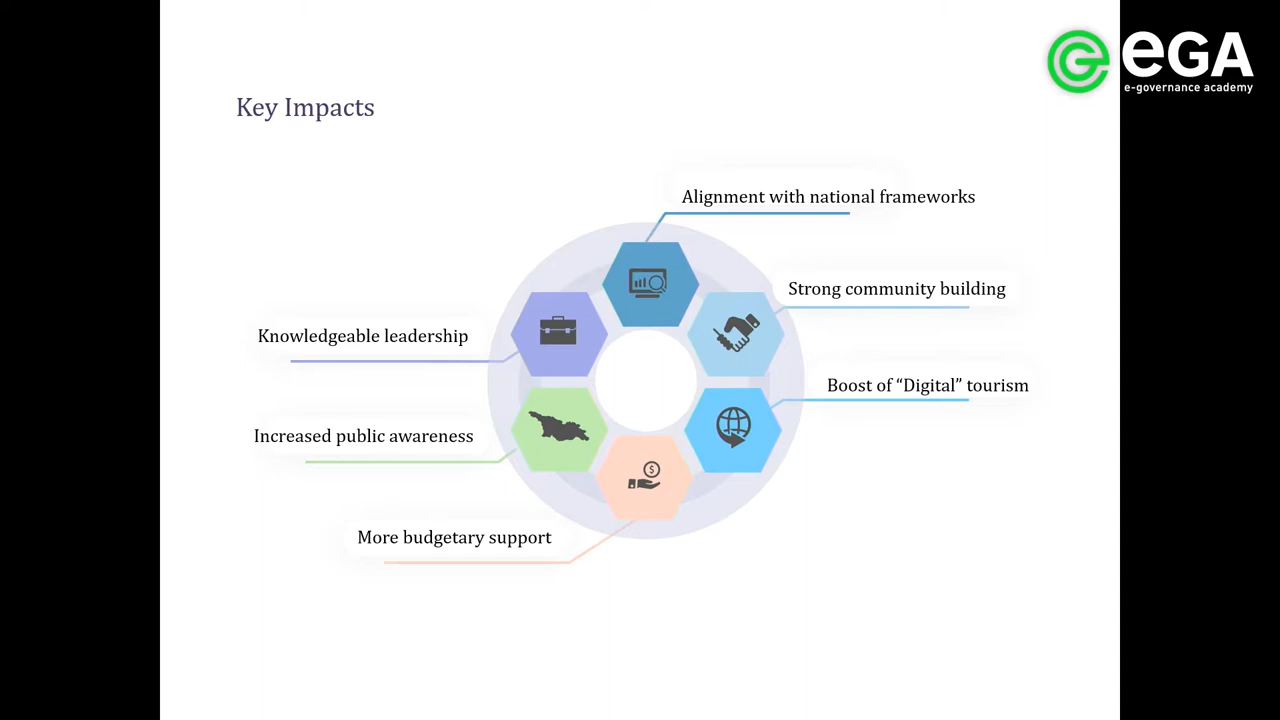 eGA
e-governance academy
Key Impacts
Alignment with national frameworks
Strong community building
Knowledgeable leadership
Boost of “Digital” tourism
Increased public awareness
$
More budgetary support